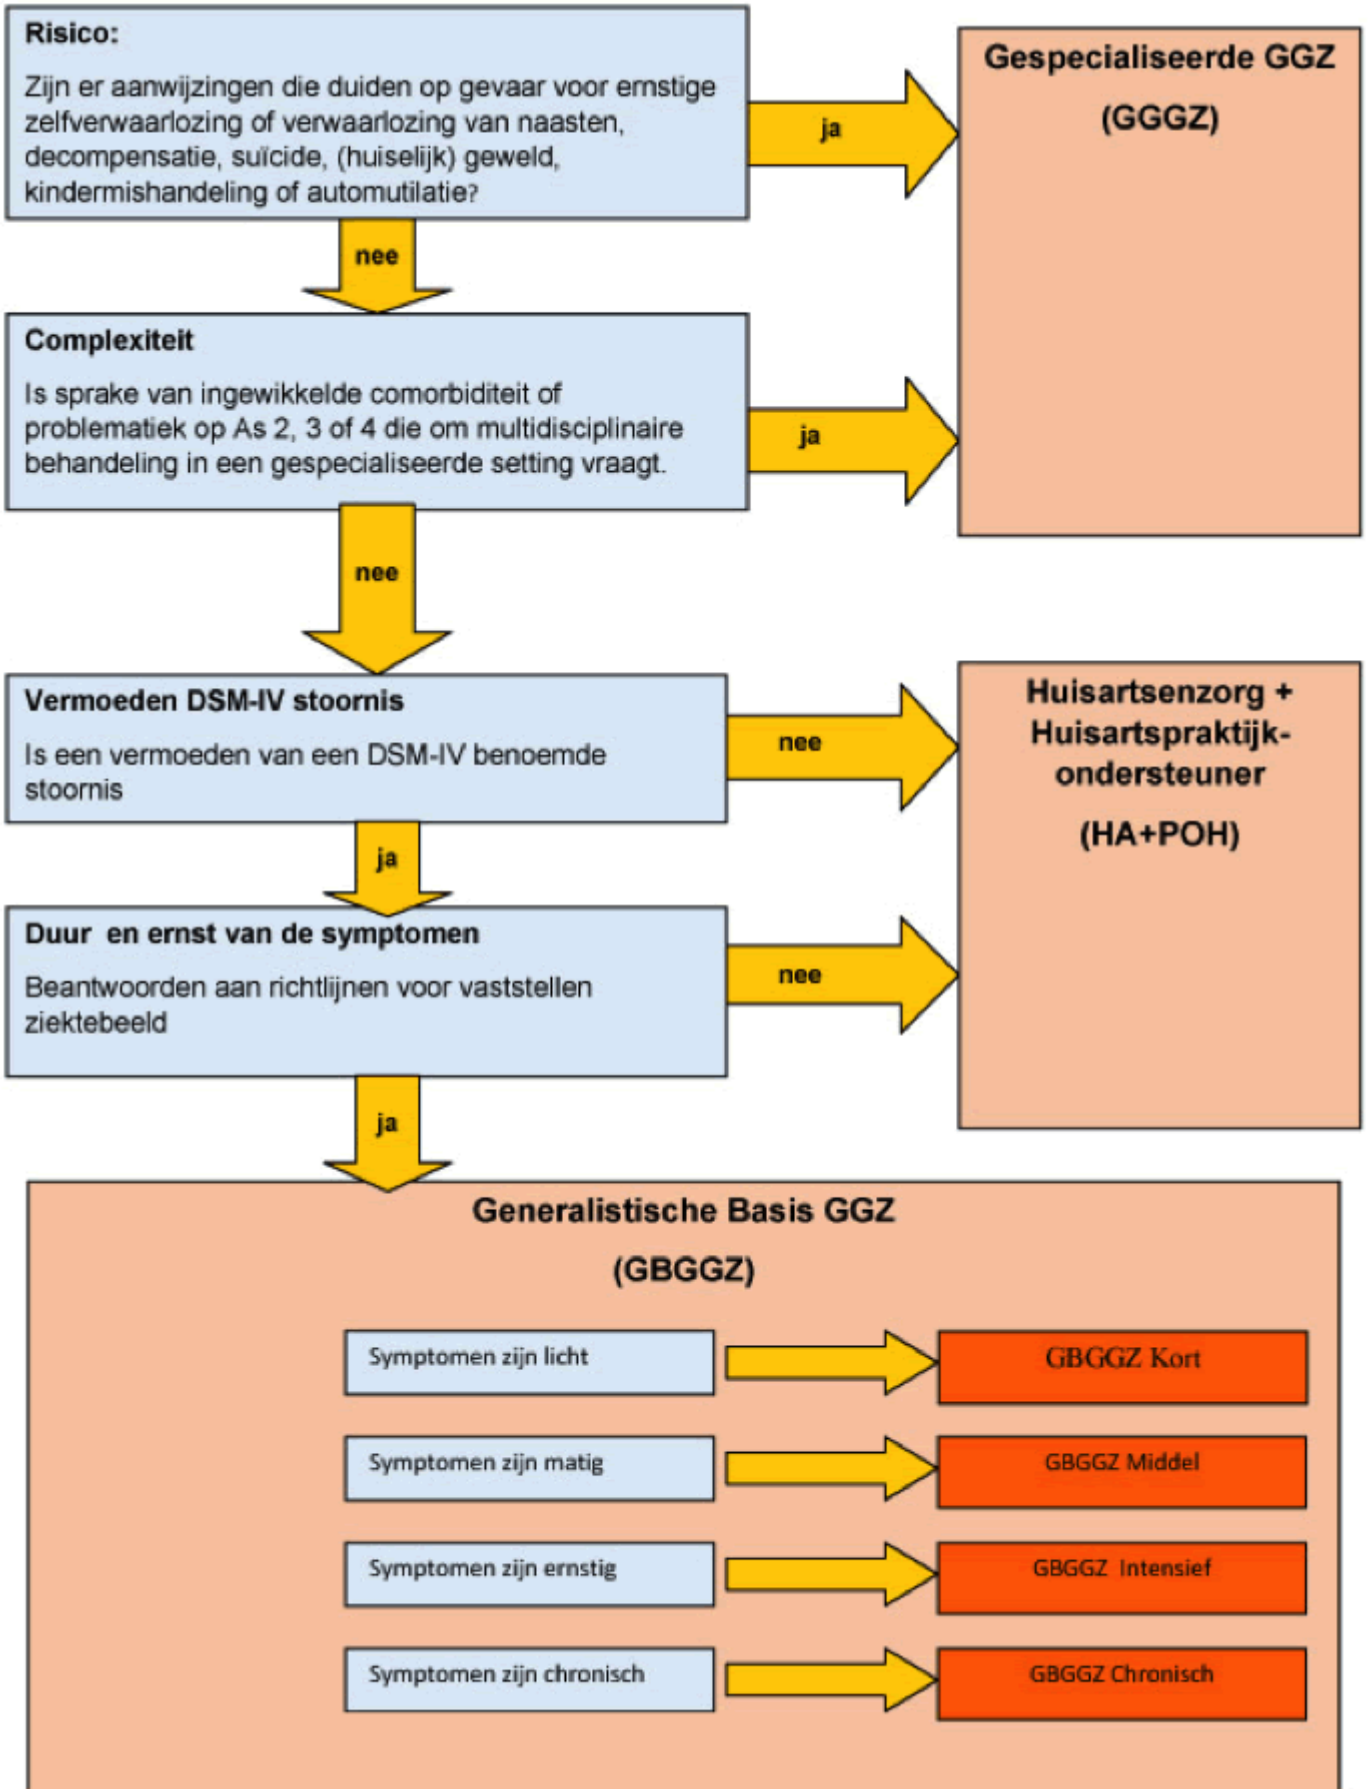 Risico:
Zijn er aanwijzingen die duiden op gevaar voor ernstige
zelfverwaarlozing of verwaarlozing van naasten,
decompensatie, suïcide, (huiselijk) geweld,
kindermishandeling of automutilatie?
ja
Gespecialiseerde GGZ
(GGGZ)
nee
Complexiteit
Is sprake van ingewikkelde comorbiditeit of
problematiek op As 2, 3 of 4 die om multidisciplinaire
behandeling in een gespecialiseerde setting vraagt.
ja
nee
Vermoeden DSM-IV stoornis
Is een vermoeden van een DSM-IV benoemde
stoornis
nee
Huisartsenzorg +
Huisartspraktijk-
ondersteuner
(HA+POH)
ja
Duur en ernst van de symptomen
Beantwoorden aan richtlijnen voor vaststellen
ziektebeeld
nee
ja
Generalistische Basis GGZ
(GBGGZ)
Symptomen zijn licht
GBGGZ Kort
Symptomen zijn matig
GBGGZ Middel
Symptomen zijn ernstig
GBGGZ Intensief
Symptomen zijn chronisch
GBGGZ Chronisch